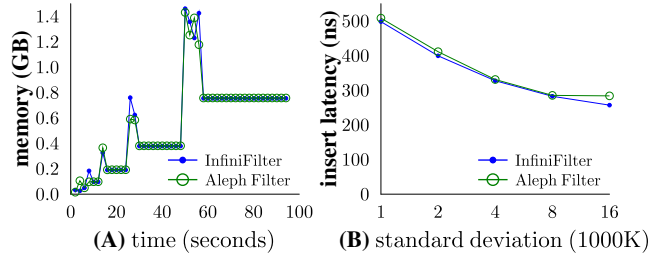 memory (GB)
1.4
1.2
1.0
0.8
0.6
0.4
0.2
0.0
0 20 40 60 80 100
InfiniFilter
Aleph Filter
(A) time (seconds)
insert latency (ns)
500
400
300
200
100
0
1 2 4 8 16
InfiniFilter
Aleph Filter
(B) standard deviation (1000K)